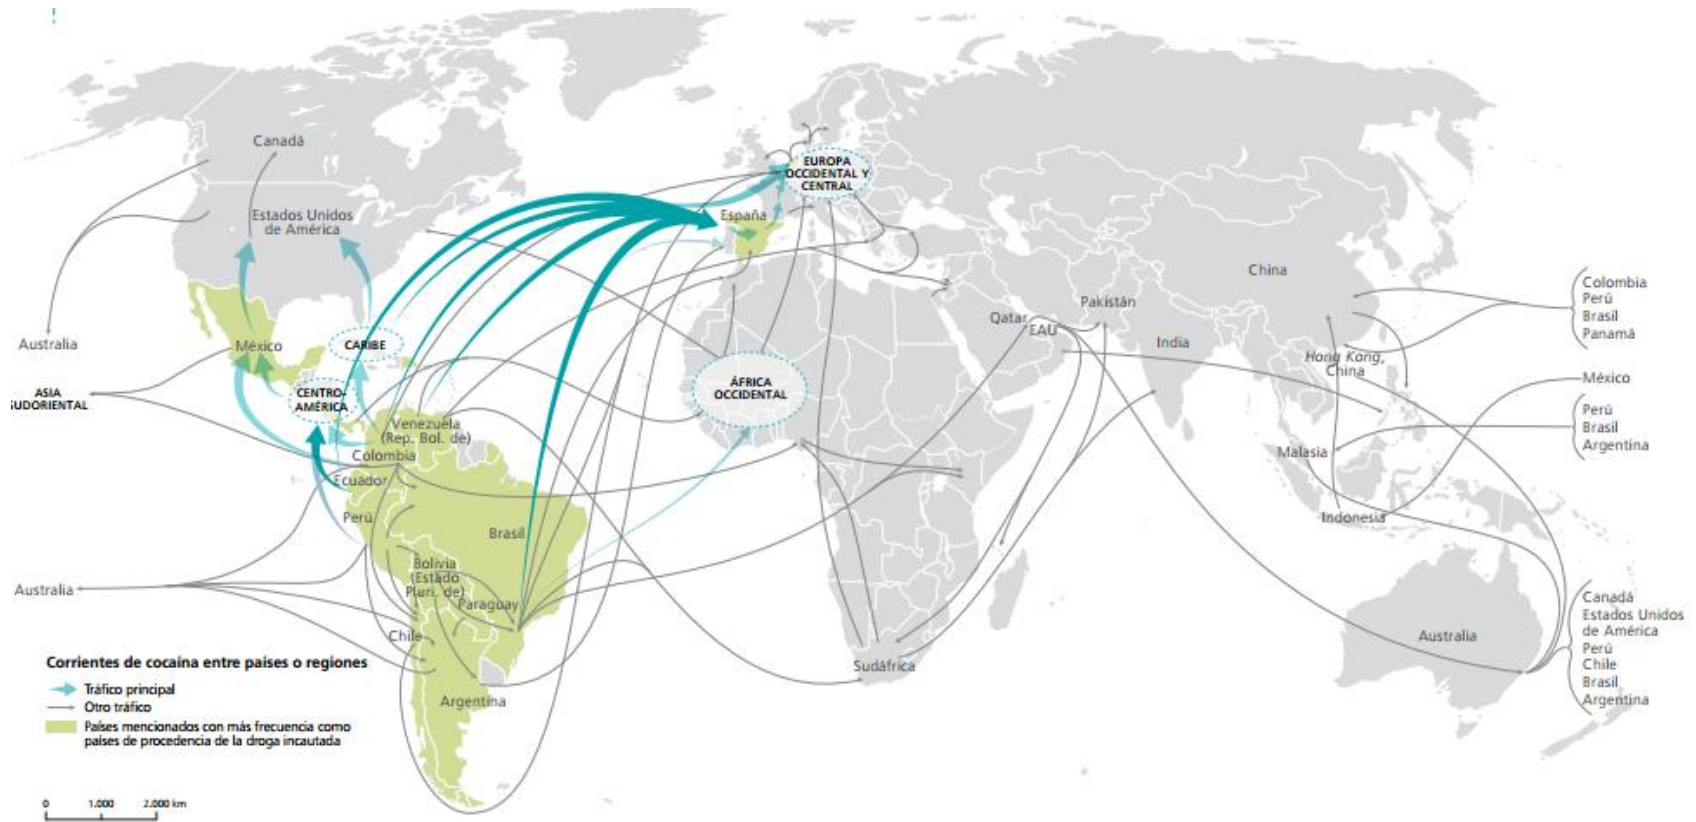 Canadá
Estados Unidos
de América
Australia
México
CARIBE
ASIA
SUDORIENTAL
CENTRO-
AMÉRICA
Venezuela
(Rep. Bol. de)
Colombia
Ecuador
Perú
Brasil
Bolivia
(Estado
Pluri. de)
Paraguay
Chile
Argentina
Australia
EUROPA
OCCIDENTAL Y
CENTRAL
España
ÁFRICA
OCCIDENTAL
Sudáfrica
Qatar
EAU
Pakistán
India
China
Hong Kong,
China
Malasia
Indonesia
Australia
Colombia
Perú
Brasil
Panamá
México
Perú
Brasil
Argentina
Canadá
Estados Unidos
de América
Perú
Chile
Brasil
Argentina
Corrientes de cocaína entre países o regiones
Tráfico principal
Otro tráfico
Países mencionados con más frecuencia como
países de procedencia de la droga incautada
0 1.000 2.000 km